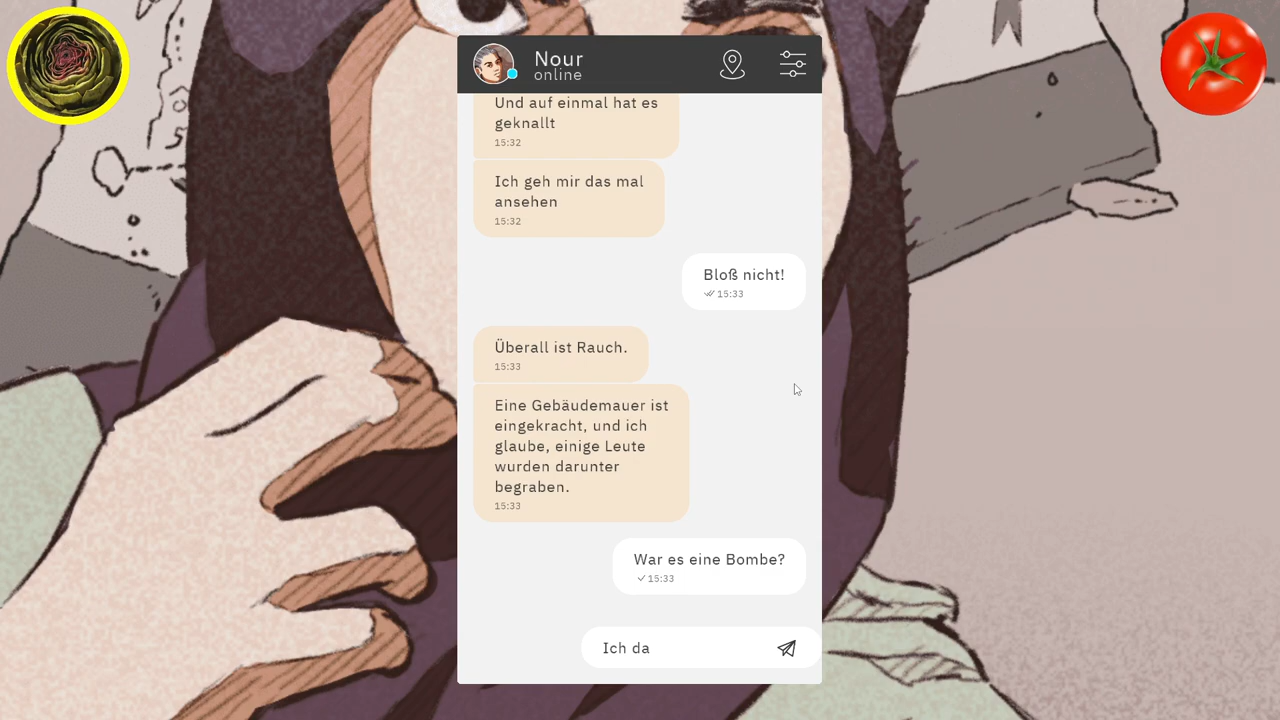 Nour
online
Und auf einmal hat es
geknallt
15:32
Ich geh mir das mal
ansehen
15:32
Bloß nicht!
15:33
Überall ist Rauch.
15:33
Eine Gebäudemauer ist
eingekracht, und ich
glaube, einige Leute
wurden darunter
begraben.
15:33
War es eine Bombe?
15:33
Ich da